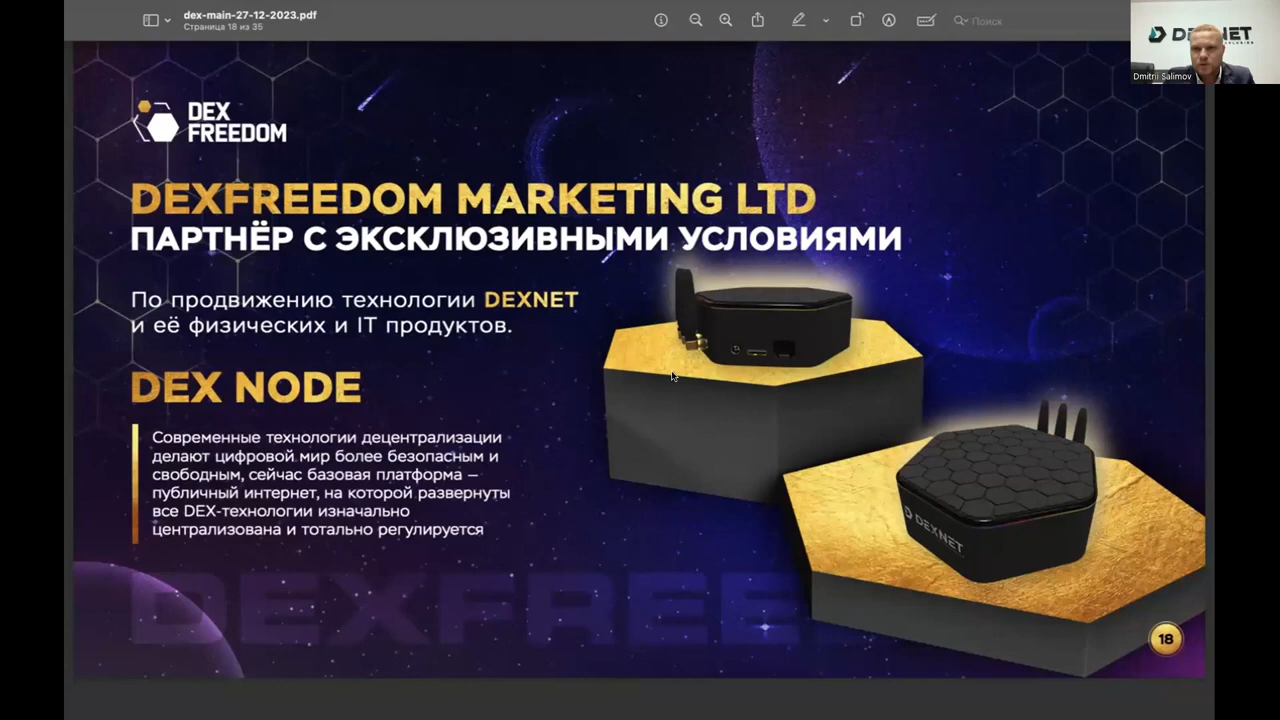 dex-main-27-12-2023.pdf
Страница 18 из 35
Поиск
DEXNET
Dmitrii Salimov
DEX
FREEDOM
DEXFREEDOM MARKETING LTD
ПАРТНЁР С ЭКСКЛЮЗИВНЫМИ УСЛОВИЯМИ
По продвижению технологии DEXNET
и её физических и IT продуктов.
DEX NODE
Современные технологии децентрализации
делают цифровой мир более безопасным и
свободным, сейчас базовая платформа –
публичный интернет, на которой развернуты
все DEX-технологии изначально
централизована и тотально регулируется
DEXNET
DEXFREE
18